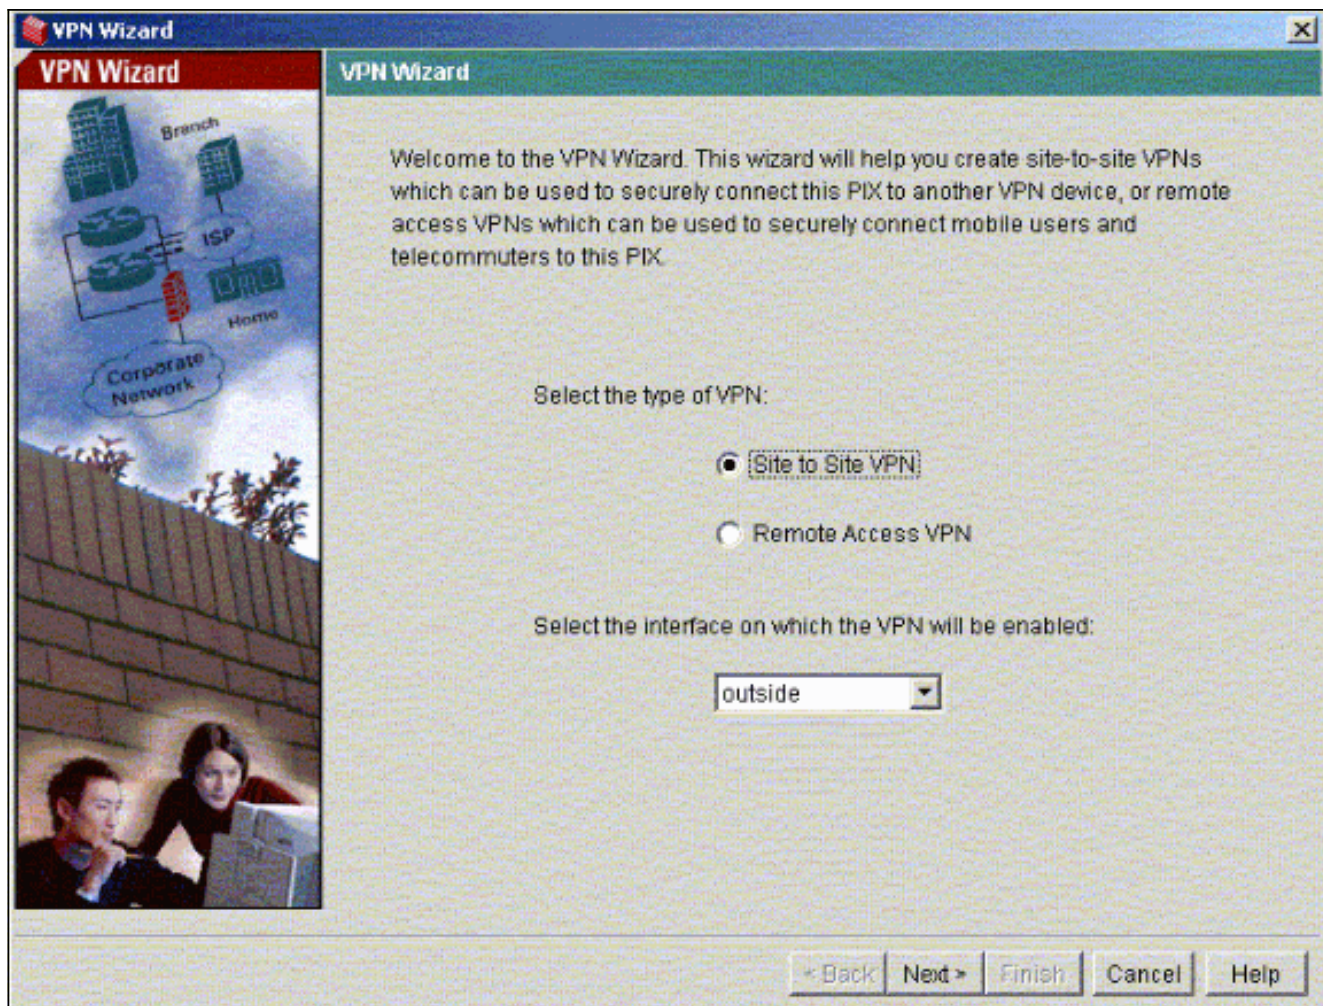 VPN Wizard
VPN Wizard
VPN Wizard
Branch
ISP
Home
Corporate
Network
Welcome to the VPN Wizard. This wizard will help you create site-to-site VPNs
which can be used to securely connect this PIX to another VPN device, or remote
access VPNs which can be used to securely connect mobile users and
telecommuters to this PIX.
Select the type of VPN:
Site to Site VPN
Remote Access VPN
Select the interface on which the VPN will be enabled:
outside
< Back Next > Finish Cancel Help